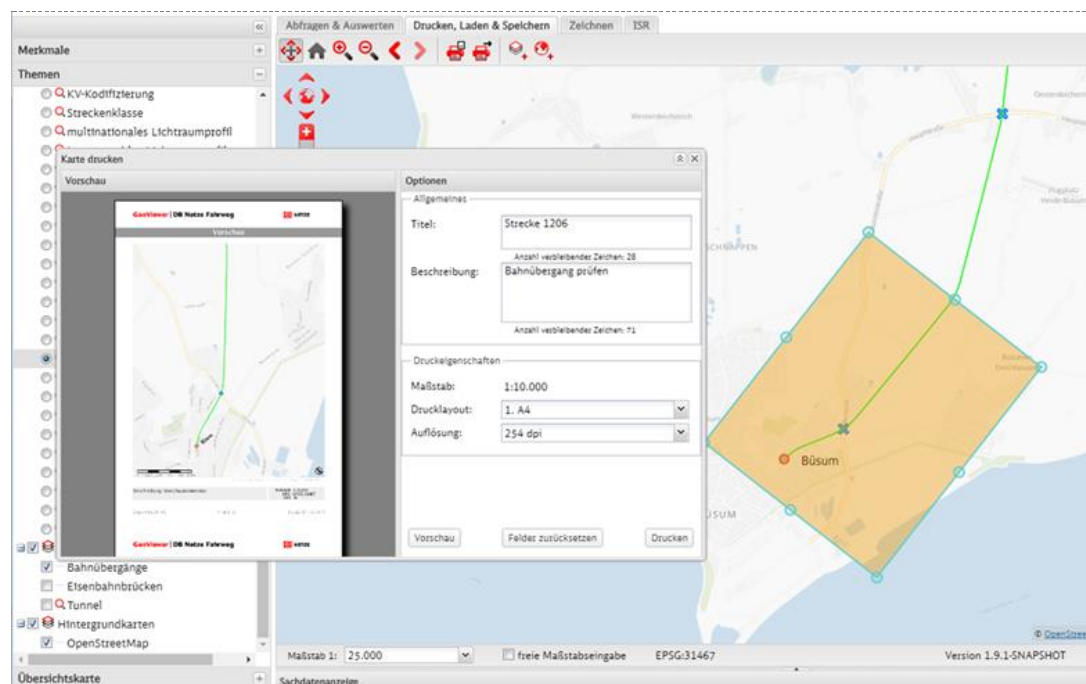 Abfragen & Auswerten
Drucken, Laden & Speichern
Zeichnen
ISR
Merkmale
Themen
KV-Kodifizierung
Streckenklasse
multinationales Lichtraumprofil
Karte drucken
Vorschau
GeoViewer | DB Netze Fahrweg
NETZE
Vorschau
GeoViewer | DB Netze Fahrweg
NETZE
Optionen
Allgemeines
Titel:
Strecke 1206
Anzahl verbleibender Zeichen: 28
Beschreibung:
Bahnübergang prüfen
Anzahl verbleibender Zeichen: 71
Druckeigenschaften
Maßstab:
1:10.000
Drucklayout:
1. A4
Auflösung:
254 dpi
Vorschau
Felder zurücksetzen
Drucken
Büsum
ÜSUM
Bahnübergänge
Eisenbahnbrücken
Tunnel
Hintergrundkarten
OpenStreetMap
Übersichtskarte
© OpenStree
Maßstab 1:
25.000
freie Maßstabseingabe
EPSG:31467
Version 1.9.1-SNAPSHOT
Sachdatenanzeige